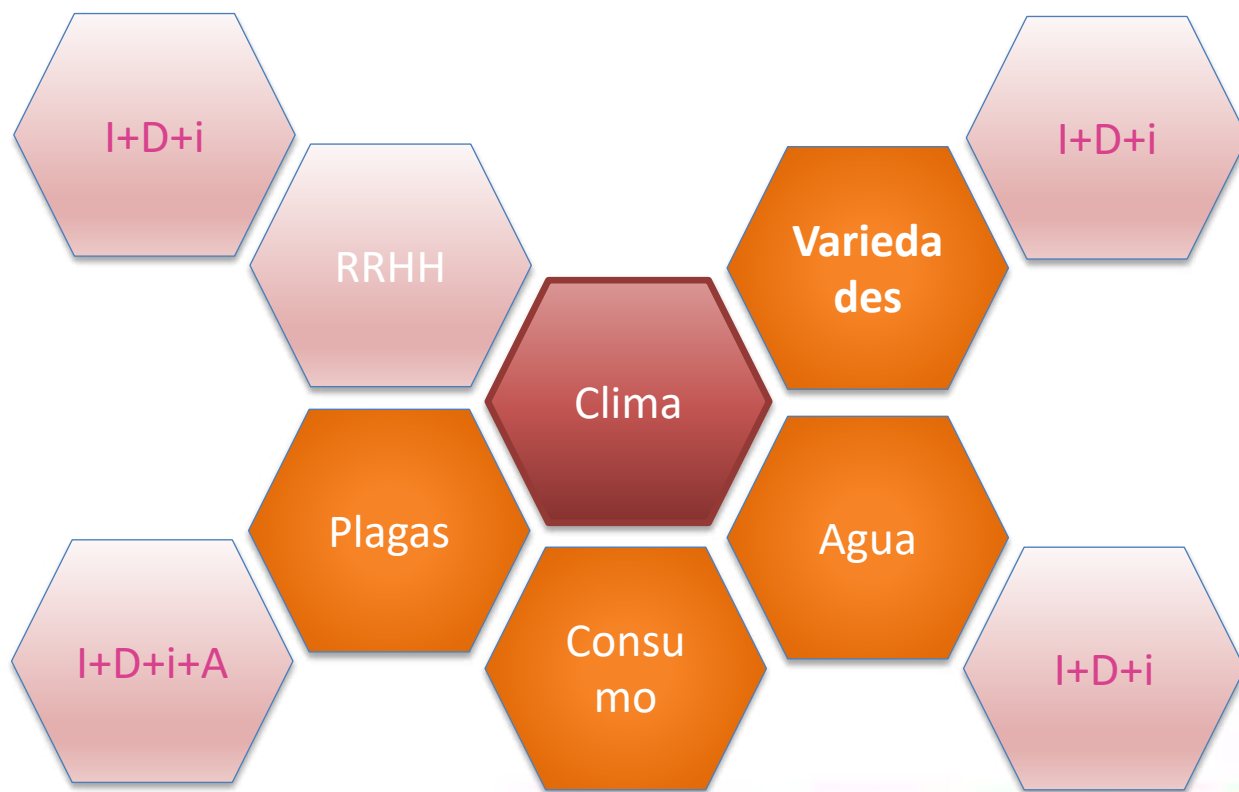 I+D+i
I+D+i
RRHH
Varieda
des
Clima
Plagas
Agua
Consu
mo
I+D+i+A
I+D+i